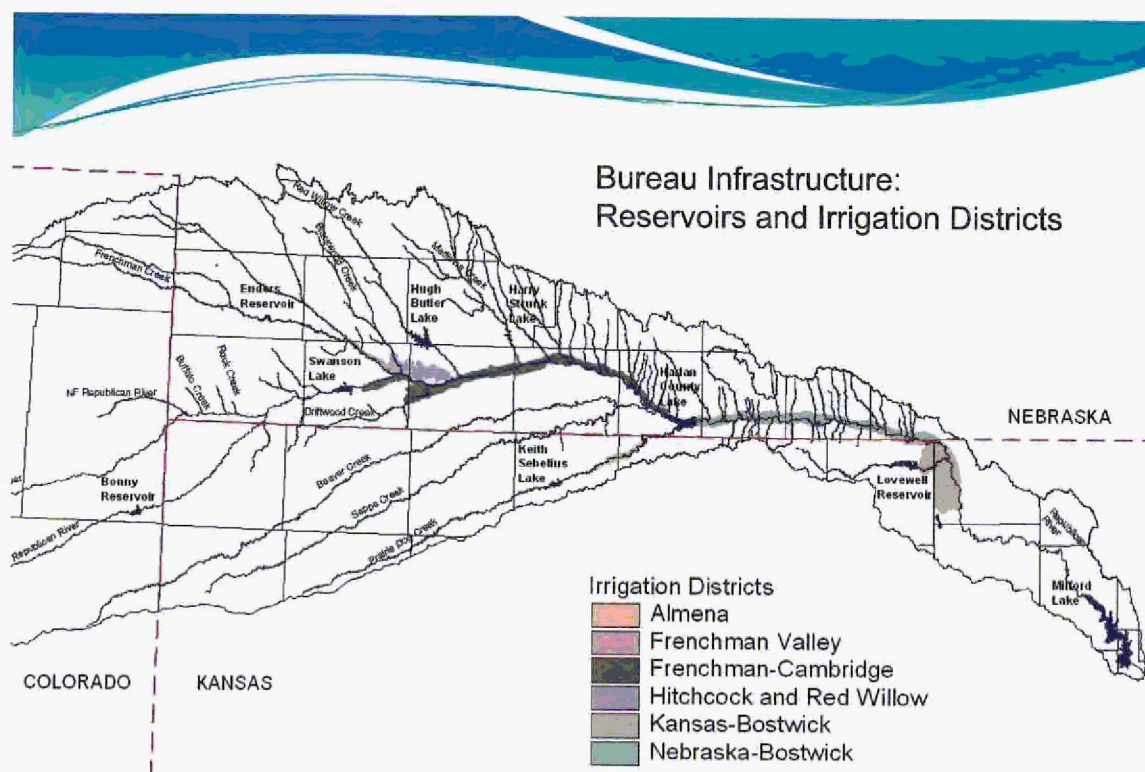 Bureau Infrastructure:
Reservoirs and Irrigation Districts
Red Willow Creek
Medicine Creek
Frenchman Creek
Enders
Reservoir
Hugh
Butler
Lake
Harry
Strunk
Lake
Swanson
Lake
Rock Creek
Buffalo Creek
NF Republican River
Driftwood Creek
Harlan
County
Lake
NEBRASKA
Keith
Sebelius
Lake
Beaver Creek
Sappa Creek
Prairie Dog Creek
Bonny
Reservoir
Republican River
Lovewell
Reservoir
Republican
River
Milford
Lake
COLORADO
KANSAS
Irrigation Districts
Almena
Frenchman Valley
Frenchman-Cambridge
Hitchcock and Red Willow
Kansas-Bostwick
Nebraska-Bostwick